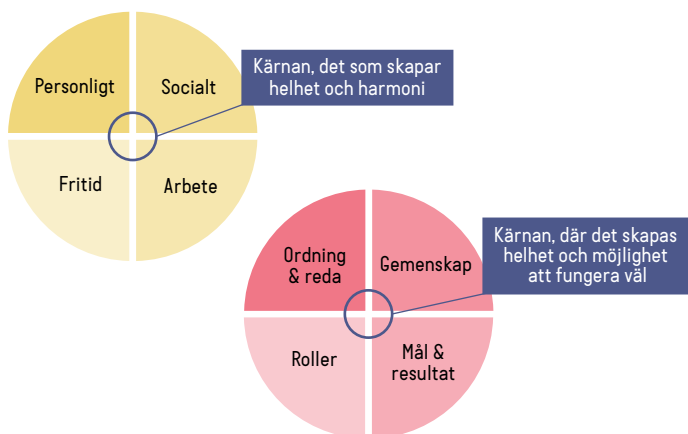 Personligt
Socialt
Kärnan, det som skapar
helhet och harmoni
Fritid
Arbete
Ordning
& reda
Gemenskap
Kärnan, där det skapas
helhet och möjlighet
att fungera väl
Roller
Mål &
resultat